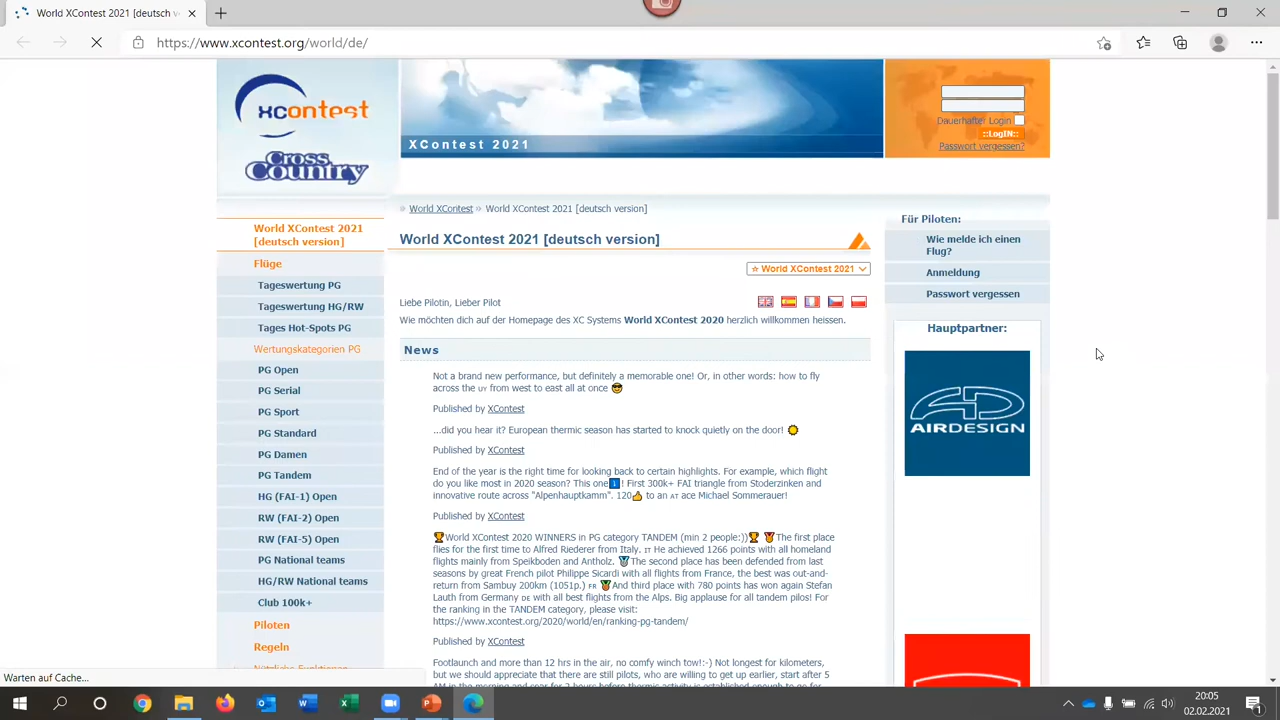 XContest 2021 [deutsch v
https://www.xcontest.org/world/de/
xcontest
Cross
Country
XContest 2021
Dauerhafter Login
::LogIN::
Passwort vergessen?
World XContest » World XContest 2021 [deutsch version]
World XContest 2021
[deutsch version]
Flüge
Tageswertung PG
Tageswertung HG/RW
Tages Hot-Spots PG
Wertungskategorien PG
PG Open
PG Serial
PG Sport
PG Standard
PG Damen
PG Tandem
HG (FAI-1) Open
RW (FAI-2) Open
RW (FAI-5) Open
PG National teams
HG/RW National teams
Club 100k+
Piloten
Regeln
World XContest 2021 [deutsch version]
☆ World XContest 2021
Liebe Pilotin, Lieber Pilot
Wie möchten dich auf der Homepage des XC Systems World XContest 2020 herzlich willkommen heissen.
News
Not a brand new performance, but definitely a memorable one! Or, in other words: how to fly
across the UY from west to east all at once 😎
Published by XContest
...did you hear it? European thermic season has started to knock quietly on the door!
Published by XContest
End of the year is the right time for looking back to certain highlights. For example, which flight
do you like most in 2020 season? This one ! First 300k+ FAI triangle from Stoderzinken and
innovative route across "Alpenhauptkamm". 120👍 to an AT ace Michael Sommerauer!
Published by XContest
🏆World XContest 2020 WINNERS in PG category TANDEM (min 2 people:))🏆 🥇The first place
flies for the first time to Alfred Riederer from Italy. IT He achieved 1266 points with all homeland
flights mainly from Speikboden and Antholz. 🥈The second place has been defended from last
seasons by great French pilot Philippe Sicardi with all flights from France, the best was out-and-
return from Sambuy 200km (1051p.) FR 🥉And third place with 780 points has won again Stefan
Lauth from Germany DE with all best flights from the Alps. Big applause for all tandem pilos! For
the ranking in the TANDEM category, please visit:
https://www.xcontest.org/2020/world/en/ranking-pg-tandem/
Published by XContest
Footlaunch and more than 12 hrs in the air, no comfy winch tow!:-) Not longest for kilometers,
but we should appreciate that there are still pilots, who are willing to get up earlier, start after 5
Für Piloten:
Wie melde ich einen
Flug?
Anmeldung
Passwort vergessen
Hauptpartner:
AIRDESIGN
Warten auf Cache...
20:05
02.02.2021